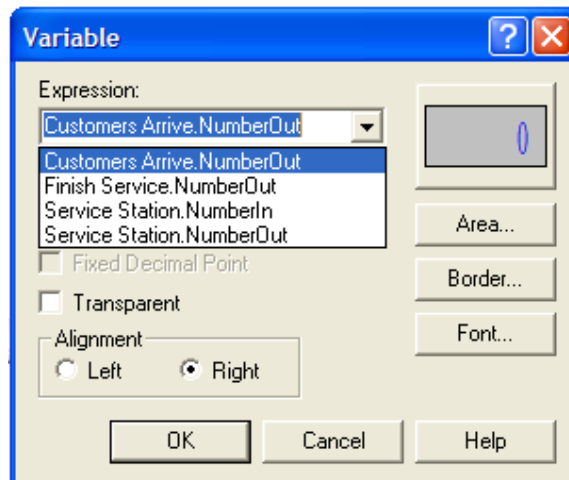 Variable
Expression:
Customers Arrive.NumberOut
Customers Arrive.NumberOut
Finish Service.NumberOut
Service Station.NumberIn
Service Station.NumberOut
Fixed Decimal Point
Transparent
Alignment
Left
Right
0
Area...
Border...
Font...
OK
Cancel
Help